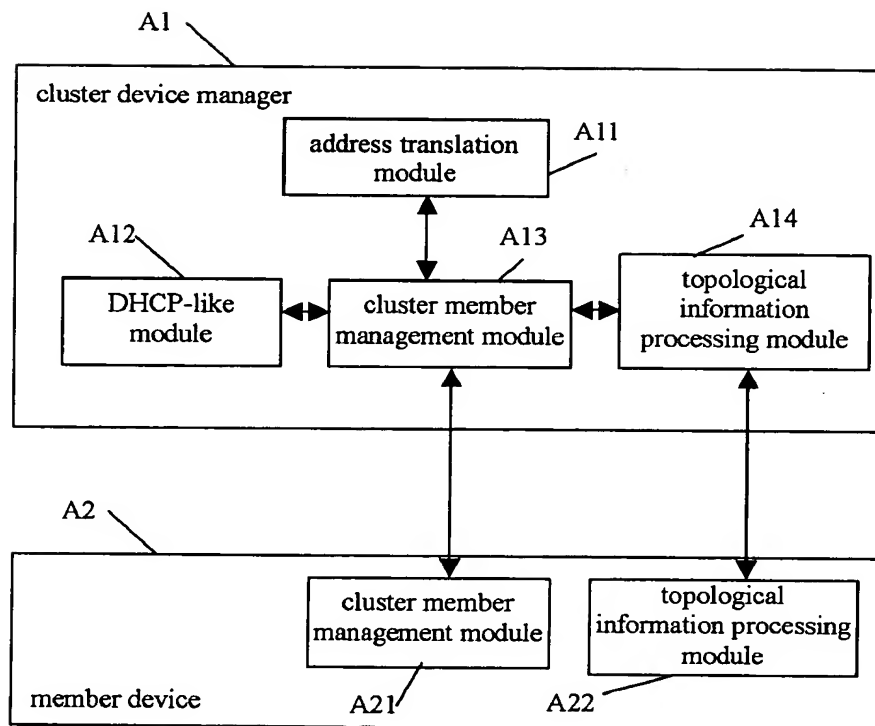 A1
cluster device manager
address translation
module
A11
A12
A13
A14
DHCP-like
module
cluster member
management module
topological
information
processing module
A2
cluster member
management module
topological
information processing
module
member device
A21
A22